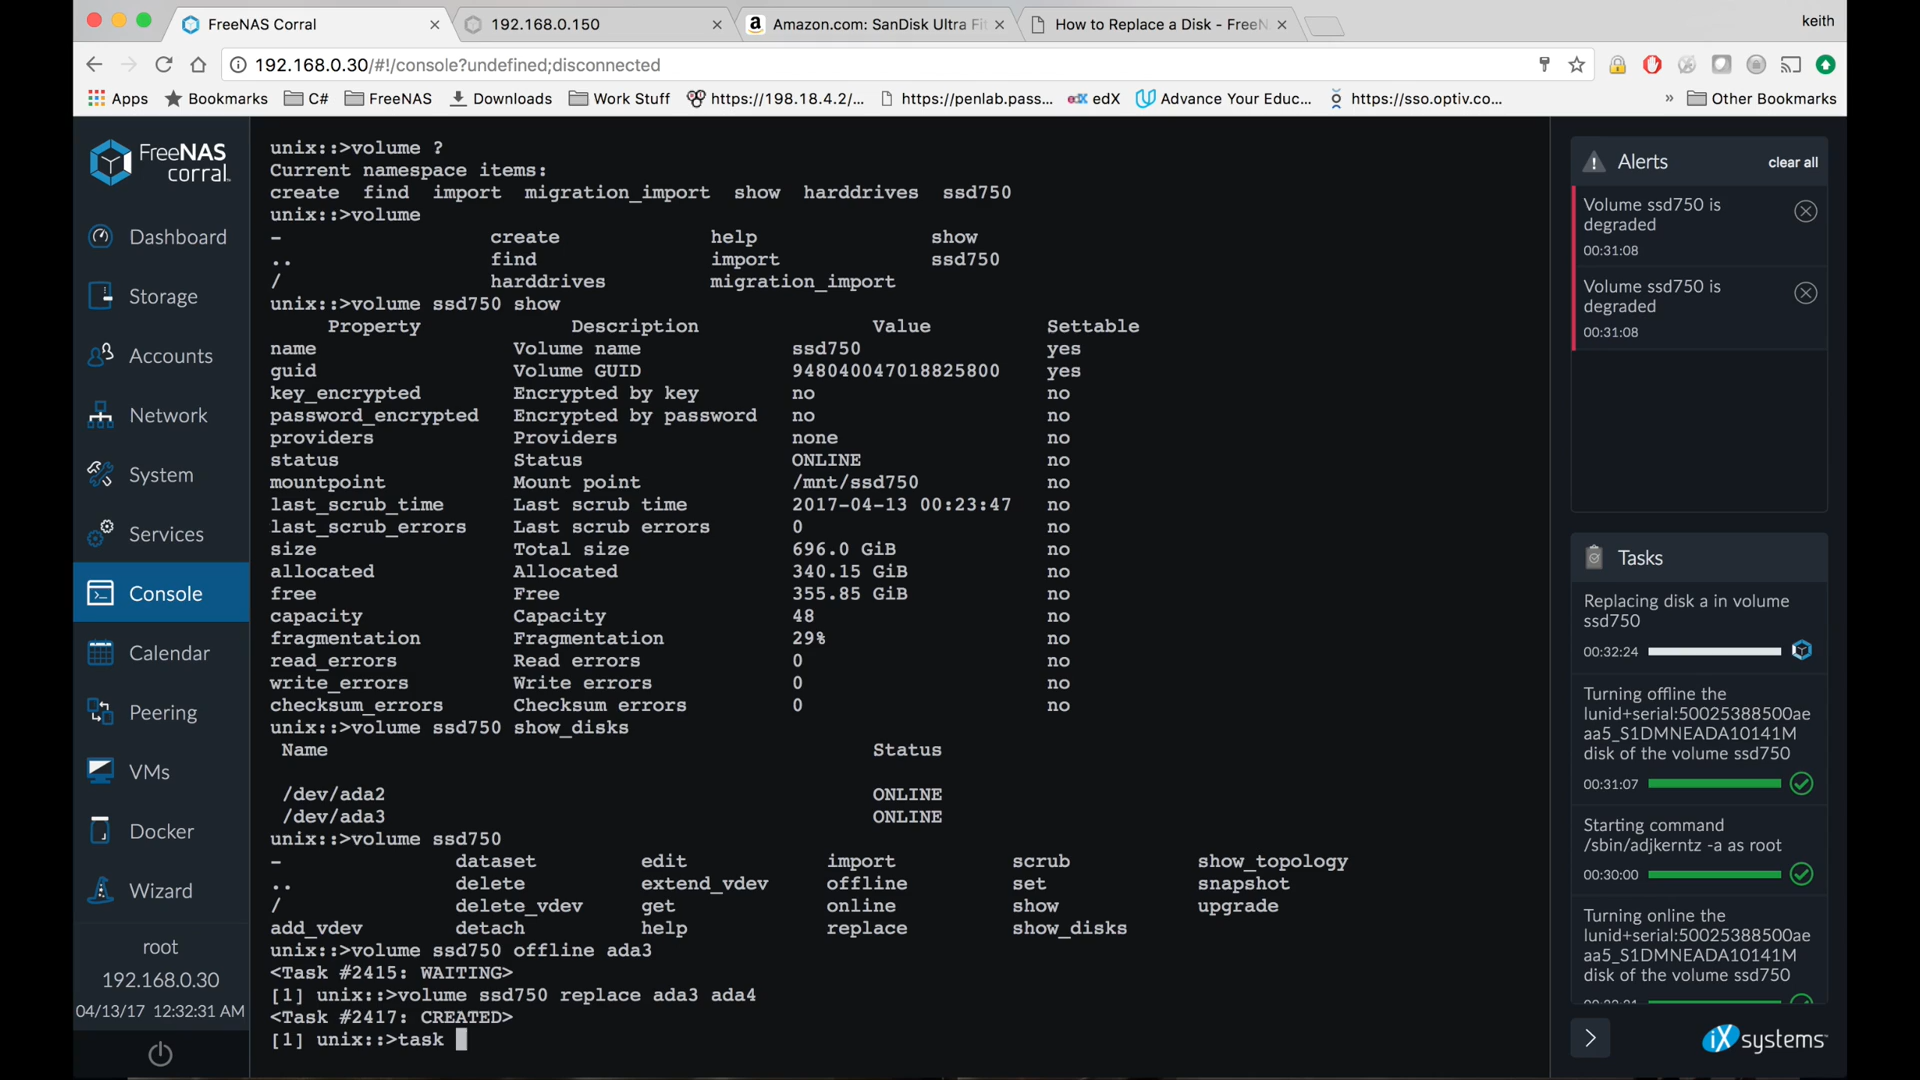 FreeNAS Corral
192.168.0.150
Amazon.com: SanDisk Ultra Fi
How to Replace a Disk - FreeN
keith
192.168.0.30/#!/console?undefined;disconnected
Apps
Bookmarks
C#
FreeNAS
Downloads
Work Stuff
https://198.18.4.2/...
https://penlab.pass...
edX edX
Advance Your Educ...
https://sso.optiv.co...
»
Other Bookmarks
FreeNAS
corral
Dashboard
Storage
Accounts
Network
System
Services
Console
Calendar
Peering
VMs
Docker
Wizard
root
192.168.0.30
04/13/17 12:32:31 AM
unix::>volume ?
Current namespace items:
create find import migration_import show harddrives ssd750
unix::>volume
- create help show
.. find import ssd750
/ harddrives migration_import
unix::>volume ssd750 show
Property Description Value Settable
name Volume name ssd750 yes
guid Volume GUID 948040047018825800 yes
key_encrypted Encrypted by key no no
password_encrypted Encrypted by password no no
providers Providers none no
status Status ONLINE no
mountpoint Mount point /mnt/ssd750 no
last_scrub_time Last scrub time 2017-04-13 00:23:47 no
last_scrub_errors Last scrub errors 0 no
size Total size 696.0 GiB no
allocated Allocated 340.15 GiB no
free Free 355.85 GiB no
capacity Capacity 48 no
fragmentation Fragmentation 29% no
read_errors Read errors 0 no
write_errors Write errors 0 no
checksum_errors Checksum errors 0 no
unix::>volume ssd750 show_disks
Name Status
/dev/ada2 ONLINE
/dev/ada3 ONLINE
unix::>volume ssd750
- dataset edit import scrub show_topology
.. delete extend_vdev offline set snapshot
/ delete_vdev get online show upgrade
add_vdev detach help replace show_disks
unix::>volume ssd750 offline ada3
<Task #2415: WAITING>
[1] unix::>volume ssd750 replace ada3 ada4
<Task #2417: CREATED>
[1] unix::>task
Alerts
clear all
Volume ssd750 is
degraded
00:31:08
Volume ssd750 is
degraded
00:31:08
Tasks
Replacing disk a in volume
ssd750
00:32:24
Turning offline the
lunid+serial:50025388500ae
aa5_S1DMNEADA10141M
disk of the volume ssd750
00:31:07
Starting command
/sbin/adjkerntz -a as root
00:30:00
Turning online the
lunid+serial:50025388500ae
aa5_S1DMNEADA10141M
disk of the volume ssd750
iXsystems